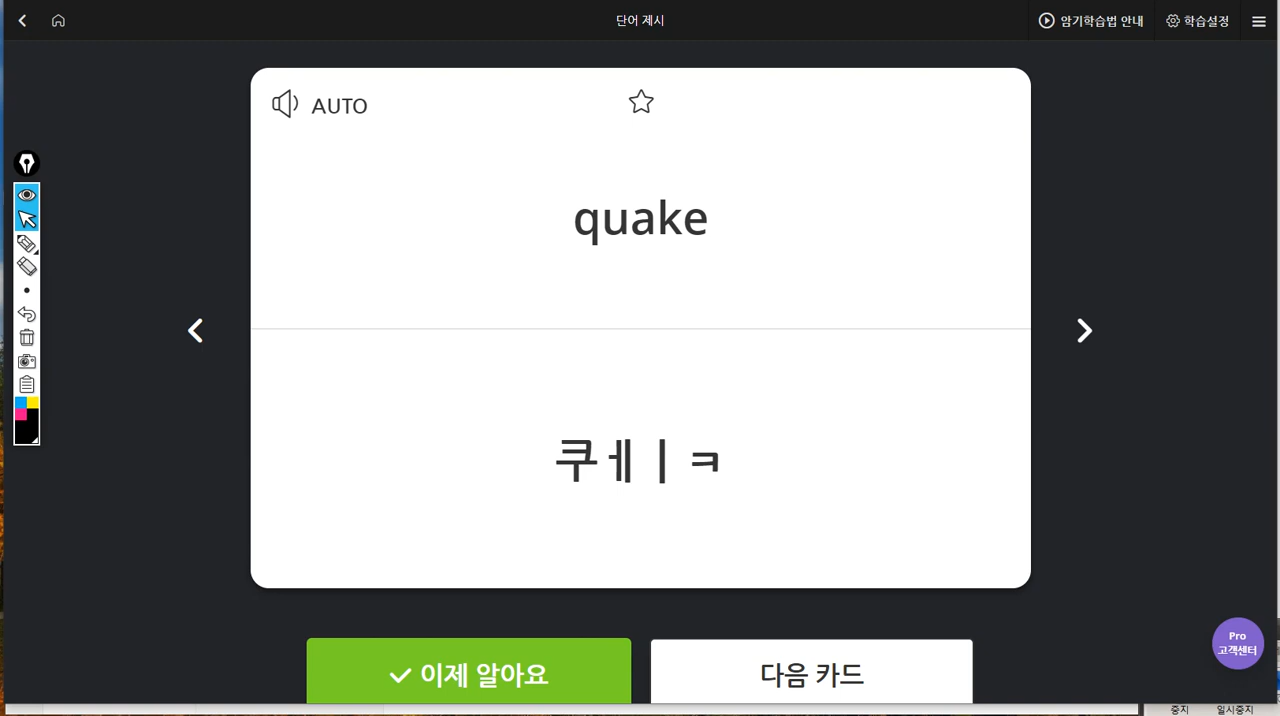 단어 제시
암기학습법 안내
학습설정
AUTO
quake
쿠ㅔㅣㅋ
이제 알아요
다음 카드
Pro
고객센터
중지
일시중지